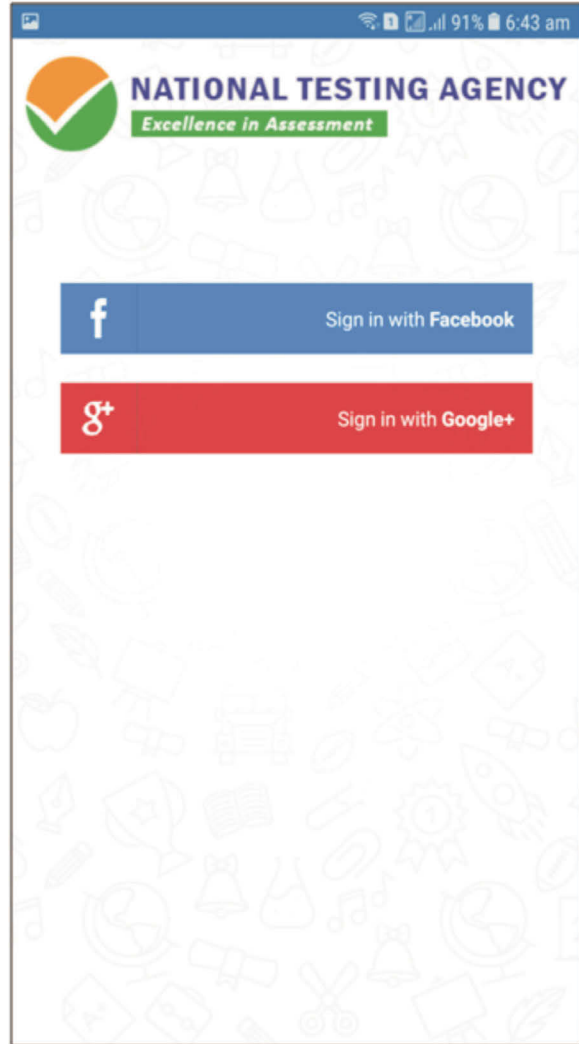 91% 6:43 am
NATIONAL TESTING AGENCY
Excellence in Assessment
f Sign in with Facebook
g+ Sign in with Google+